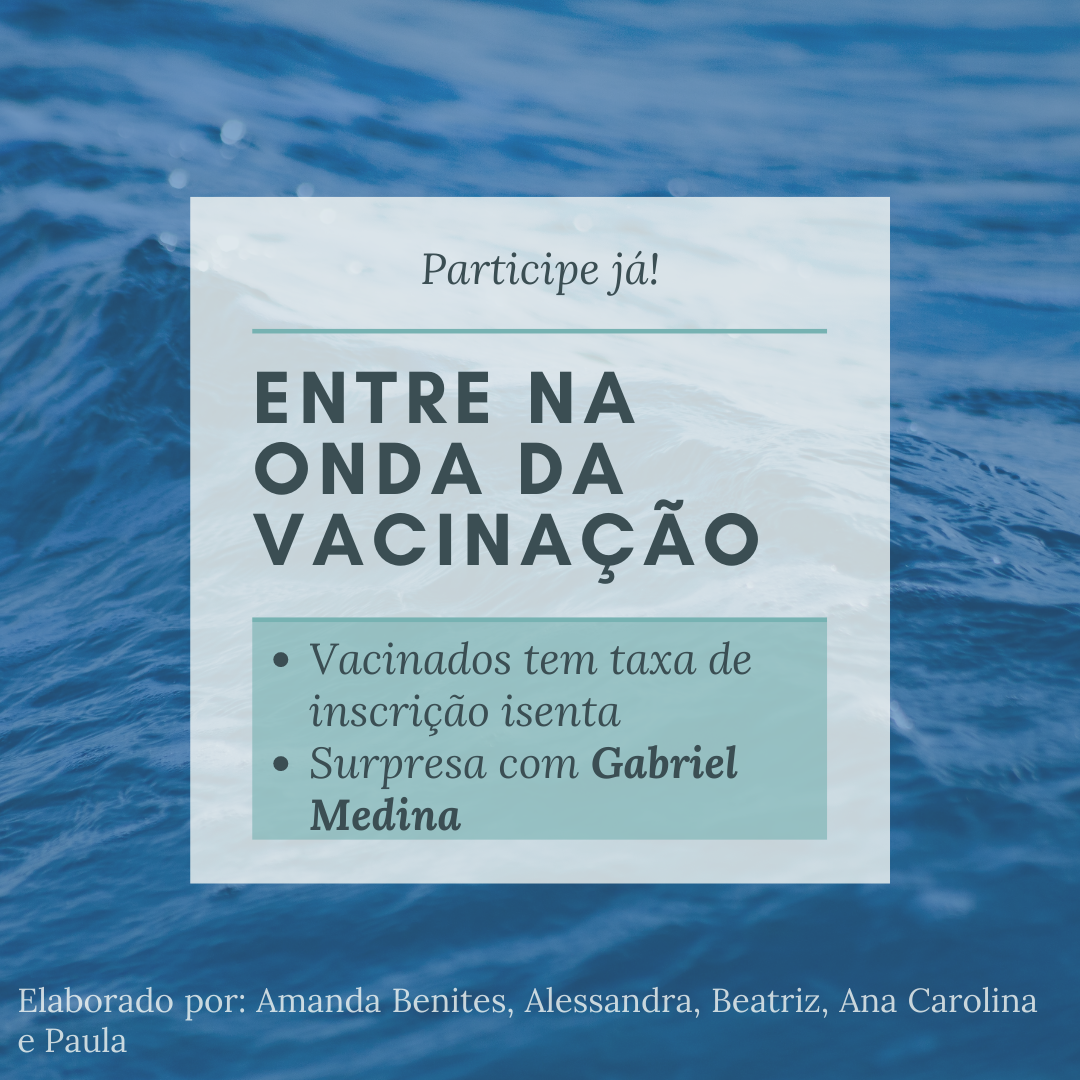 Participe já!
ENTRE NA
ONDA DA
VACINAÇÃO
• Vacinados tem taxa de
inscrição isenta
• Surpresa com Gabriel
Medina
Elaborado por: Amanda Benites, Alessandra, Beatriz, Ana Carolina
e Paula